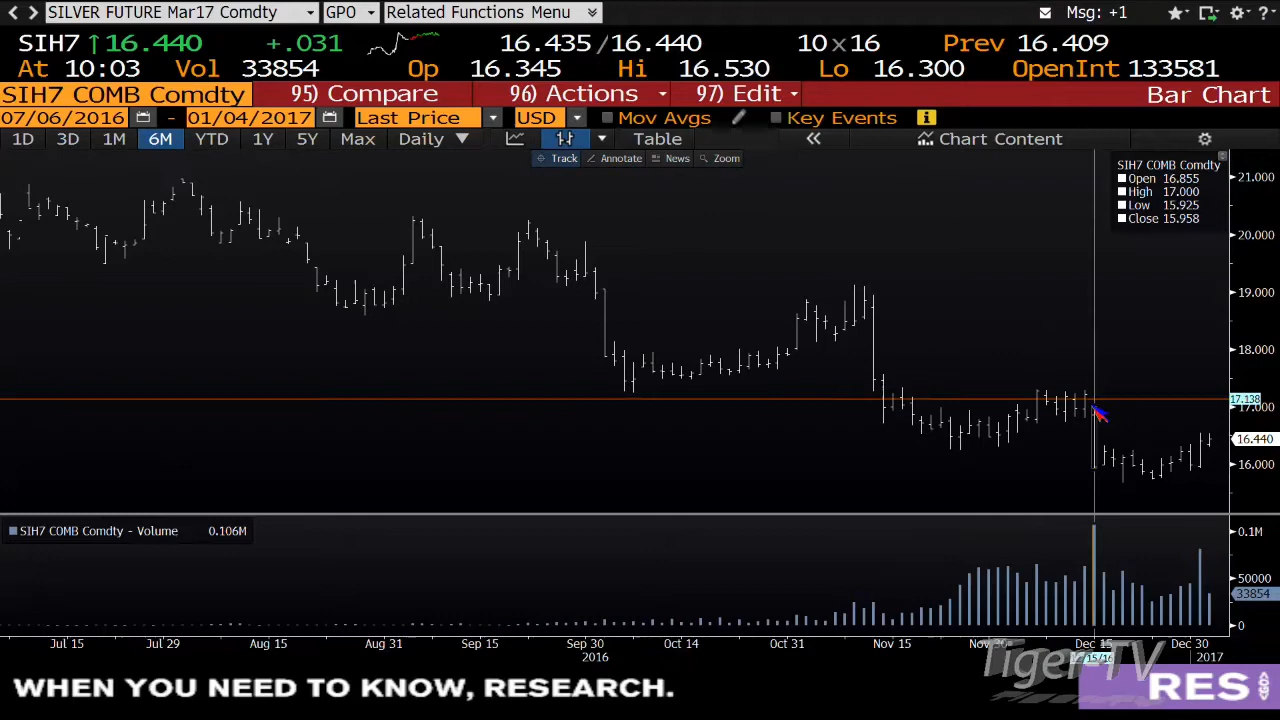 SILVER FUTURE Mar17 Comdty GPO Related Functions Menu Msg: +1
SIH7 ↑16.440 +.031 16.435/16.440 10x16 Prev 16.409
At 10:03 Vol 33854 Op 16.345 Hi 16.530 Lo 16.300 OpenInt 133581
SIH7 COMB Comdty 95) Compare 96) Actions 97) Edit Bar Chart
07/06/2016 - 01/04/2017 Last Price USD Mov Avgs Key Events
1D 3D 1M 6M YTD 1Y 5Y Max Daily Table Chart Content
Track Annotate News Zoom
SIH7 COMB Comdty
Open 16.855
High 17.000
Low 15.925
Close 15.958
21.000
20.000
19.000
18.000
17.138
17.000
16.440
16.000
SIH7 COMB Comdty - Volume 0.106M
0.1M
50000
33854
0
Jul 15 Jul 29 Aug 15 Aug 31 Sep 15 Sep 30 Oct 14 Oct 31 Nov 15 Nov 30 Dec 15 Dec 30
2016 15/16 2017
Tiger-TV
WHEN YOU NEED TO KNOW, RESEARCH. RES